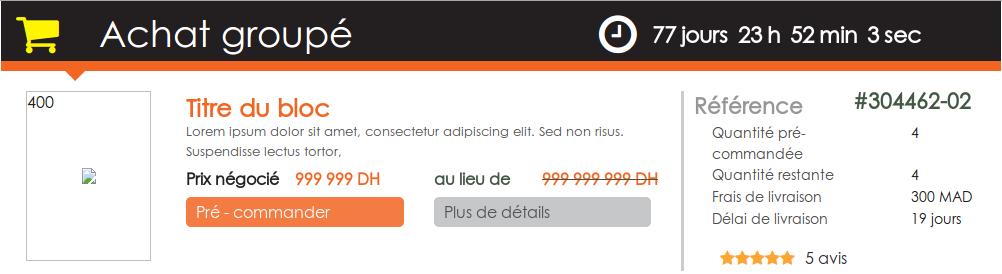 Achat groupé
77 jours 23 h 52 min 3 sec
400
Titre du bloc
Lorem ipsum dolor sit amet, consectetur adipiscing elit. Sed non risus.
Suspendisse lectus tortor,
Prix négocié 999 999 DH au lieu de 999 999 999 DH
Pré - commander Plus de détails
Référence #304462-02
Quantité pré- 4
commandée
Quantité restante 4
Frais de livraison 300 MAD
Délai de livraison 19 jours
5 avis